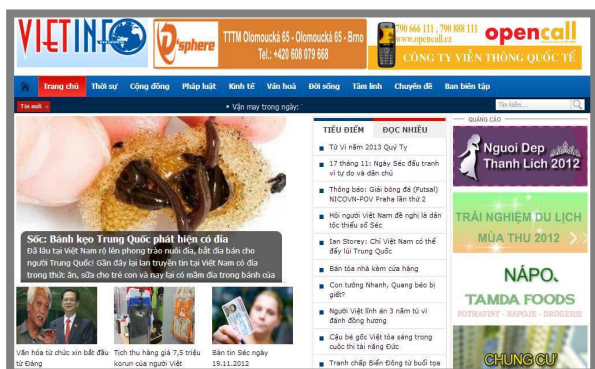 VIETINFO
D'sphere
TTTM Olomoucká 65 - Olomoucká 65 - Brno
Tel.: +420 608 079 668
790 666 111, 790 888 111
www.opencall.cz
opencall
CÔNG TY VIỄN THÔNG QUỐC TẾ
Trang chủ Thời sự Cộng đồng Pháp luật Kinh tế Văn hoá Đời sống Tâm linh Chuyên đề Ban biên tập
Tin mới
Vận may trong ngày:
Tìm kiếm...
TIÊU ĐIỂM ĐỌC NHIỀU
Tử Vi năm 2013 Quý Tỵ
17 tháng 11: Ngày Séc đấu tranh
vì tự do và dân chủ
Thông báo: Giải bóng đá (Futsal)
NICOVN-POV Praha lần thứ 2
Hội người Việt Nam đề nghị là dân
tộc thiểu số Séc
Ian Storey: Chỉ Việt Nam có thể
đẩy lùi Trung Quốc
Bán tòa nhà kèm cửa hàng
Con tướng Nhanh, Quang béo bị
giết?
Người Việt lĩnh án 3 năm tù vì
đánh đồng hương
Cậu bé gốc Việt tỏa sáng trong
cuộc thi tài năng Đức
Tranh chấp Biển Đông từ buổi tọa
Sốc: Bánh kẹo Trung Quốc phát hiện có đỉa
Đã lâu tại Việt Nam rộ lên phong trào nuôi đỉa, bắt đỉa bán cho
người Trung Quốc! Gần đây lại lan truyền tin tại Việt Nam có đỉa
trong thức ăn, sữa cho trẻ con và nay lại có mầm đỉa trong bánh của
Văn hóa từ chức xin bắt đầu
từ Đảng
Tịch thu hàng giả 7,5 triệu
korun của người Việt
Bản tin Séc ngày
19.11.2012
QUẢNG CÁO
Nguoi Dep
Thanh Lich 2012
TRẢI NGHIỆM DU LỊCH
MÙA THU 2012
NÁPO.
TAMDA FOODS
POTRAVINY - NÁPOJE - DROGERIE
CHUNG CƯ